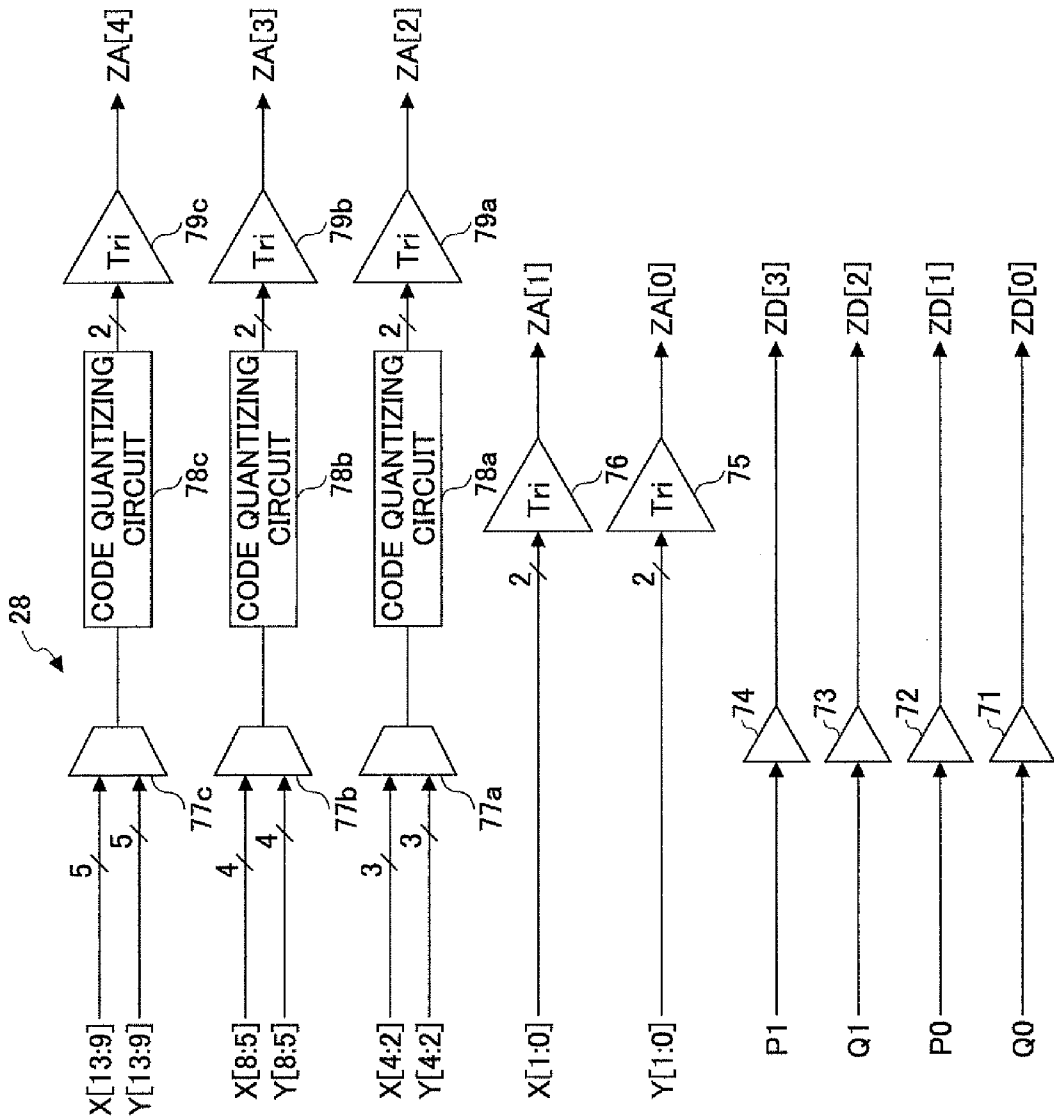 28
X[13:9]
Y[13:9]
5
5
77c
CODE QUANTIZING
CIRCUIT
78c
2
Tri
79c
ZA[4]
X[8:5]
Y[8:5]
4
4
77b
CODE QUANTIZING
CIRCUIT
78b
2
Tri
79b
ZA[3]
X[4:2]
Y[4:2]
3
3
77a
CODE QUANTIZING
CIRCUIT
78a
2
Tri
79a
ZA[2]
X[1:0]
2
Tri
76
ZA[1]
Y[1:0]
2
Tri
75
ZA[0]
P1
74
ZD[3]
Q1
73
ZD[2]
P0
72
ZD[1]
Q0
71
ZD[0]